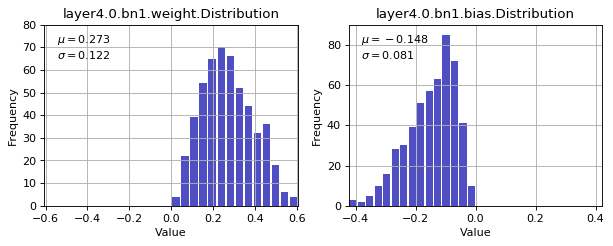 layer4.0.bn1.weight.Distribution
80
70
60
50
40
30
20
10
0
Frequency
μ = 0.273
σ = 0.122
−0.6 −0.4 −0.2 0.0 0.2 0.4 0.6
Value
layer4.0.bn1.bias.Distribution
80
60
40
20
0
Frequency
μ = −0.148
σ = 0.081
−0.4 −0.2 0.0 0.2 0.4
Value